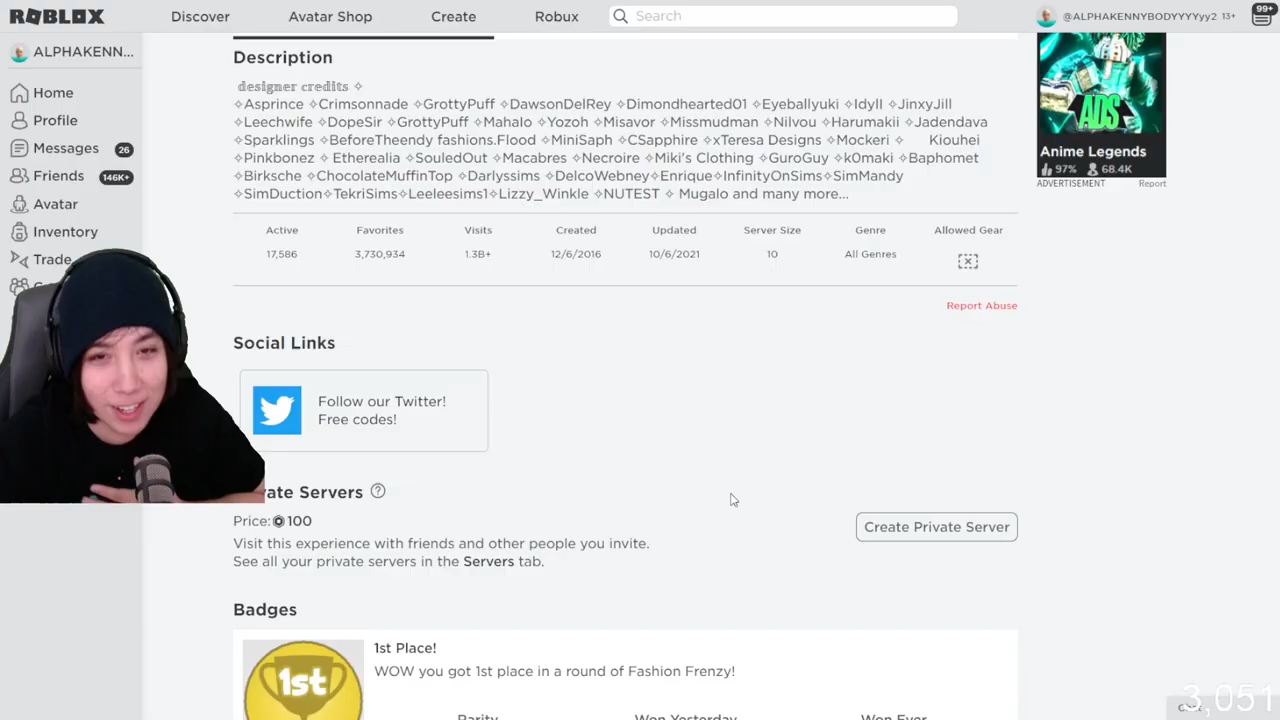 ROBLOX
Discover
Avatar Shop
Create
Robux
Search
@ALPHAKENNYBODYYYYyy2 13+
99+
ALPHAKENN...
Home
Profile
Messages 26
Friends 146K+
Avatar
Inventory
Trade
Description
designer credits ✧
✧Asprince ✧Crimsonnade ✧GrottyPuff ✧DawsonDelRey ✧Dimondhearted01 ✧Eyeballyuki ✧Idyll ✧JinxyJill
✧Leechwife ✧DopeSir ✧GrottyPuff ✧Mahalo ✧Yozoh ✧Misavor ✧Missmudman ✧Nilvou ✧Harumakii ✧Jadendava
✧Sparklings ✧BeforeTheendy fashions.Flood ✧MiniSaph ✧CSapphire ✧xTeresa Designs ✧Mockeri ✧ Kiouhei
✧Pinkbonez ✧ Etherealia ✧SouledOut ✧Macabres ✧Necroire ✧Miki's Clothing ✧GuroGuy ✧k0maki ✧Baphomet
✧Birksche ✧ChocolateMuffinTop ✧Darlyssims ✧DelcoWebney✧Enrique✧InfinityOnSims✧SimMandy
✧SimDuction✧TekriSims✧Leeleesims1✧Lizzy_Winkle ✧NUTEST ✧ Mugalo and many more...
Active Favorites Visits Created Updated Server Size Genre Allowed Gear
17,586 3,730,934 1.3B+ 12/6/2016 10/6/2021 10 All Genres
Report Abuse
Social Links
Follow our Twitter!
Free codes!
vate Servers
Price: 100
Visit this experience with friends and other people you invite.
See all your private servers in the Servers tab.
Create Private Server
Badges
1st
1st Place!
WOW you got 1st place in a round of Fashion Frenzy!
Rarity Won Yesterday Won Ever
ADS
Anime Legends
97% 68.4K
ADVERTISEMENT Report
3,051